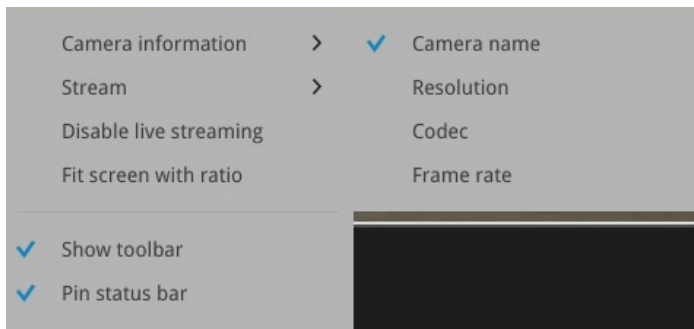 Camera information
Stream
Disable live streaming
Fit screen with ratio
Show toolbar
Pin status bar
Camera name
Resolution
Codec
Frame rate